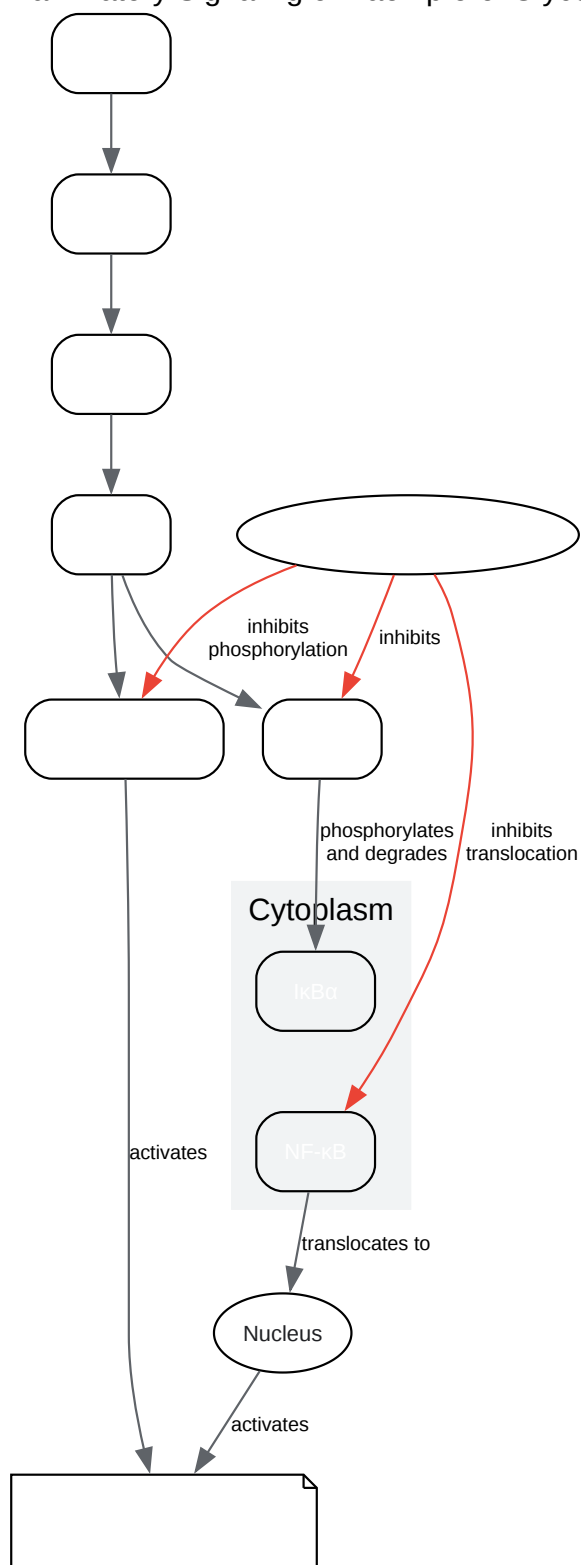 inhibits
phosphorylation
inhibits
phosphorylates
and degrades
inhibits
translocation
Cytoplasm
IκBα
NF-κB
activates
translocates to
Nucleus
activates